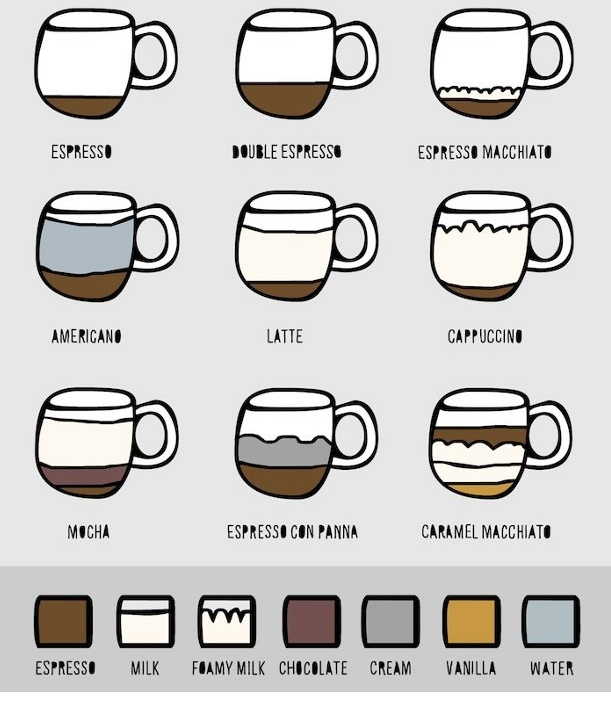 ESPRESSO
DOUBLE ESPRESSO
ESPRESSO MACCHIATO
AMERICANO
LATTE
CAPPUCCINO
MOCHA
ESPRESSO CON PANNA
CARAMEL MACCHIATO
ESPRESSO
MILK
FOAMY MILK
CHOCOLATE
CREAM
VANILLA
WATER